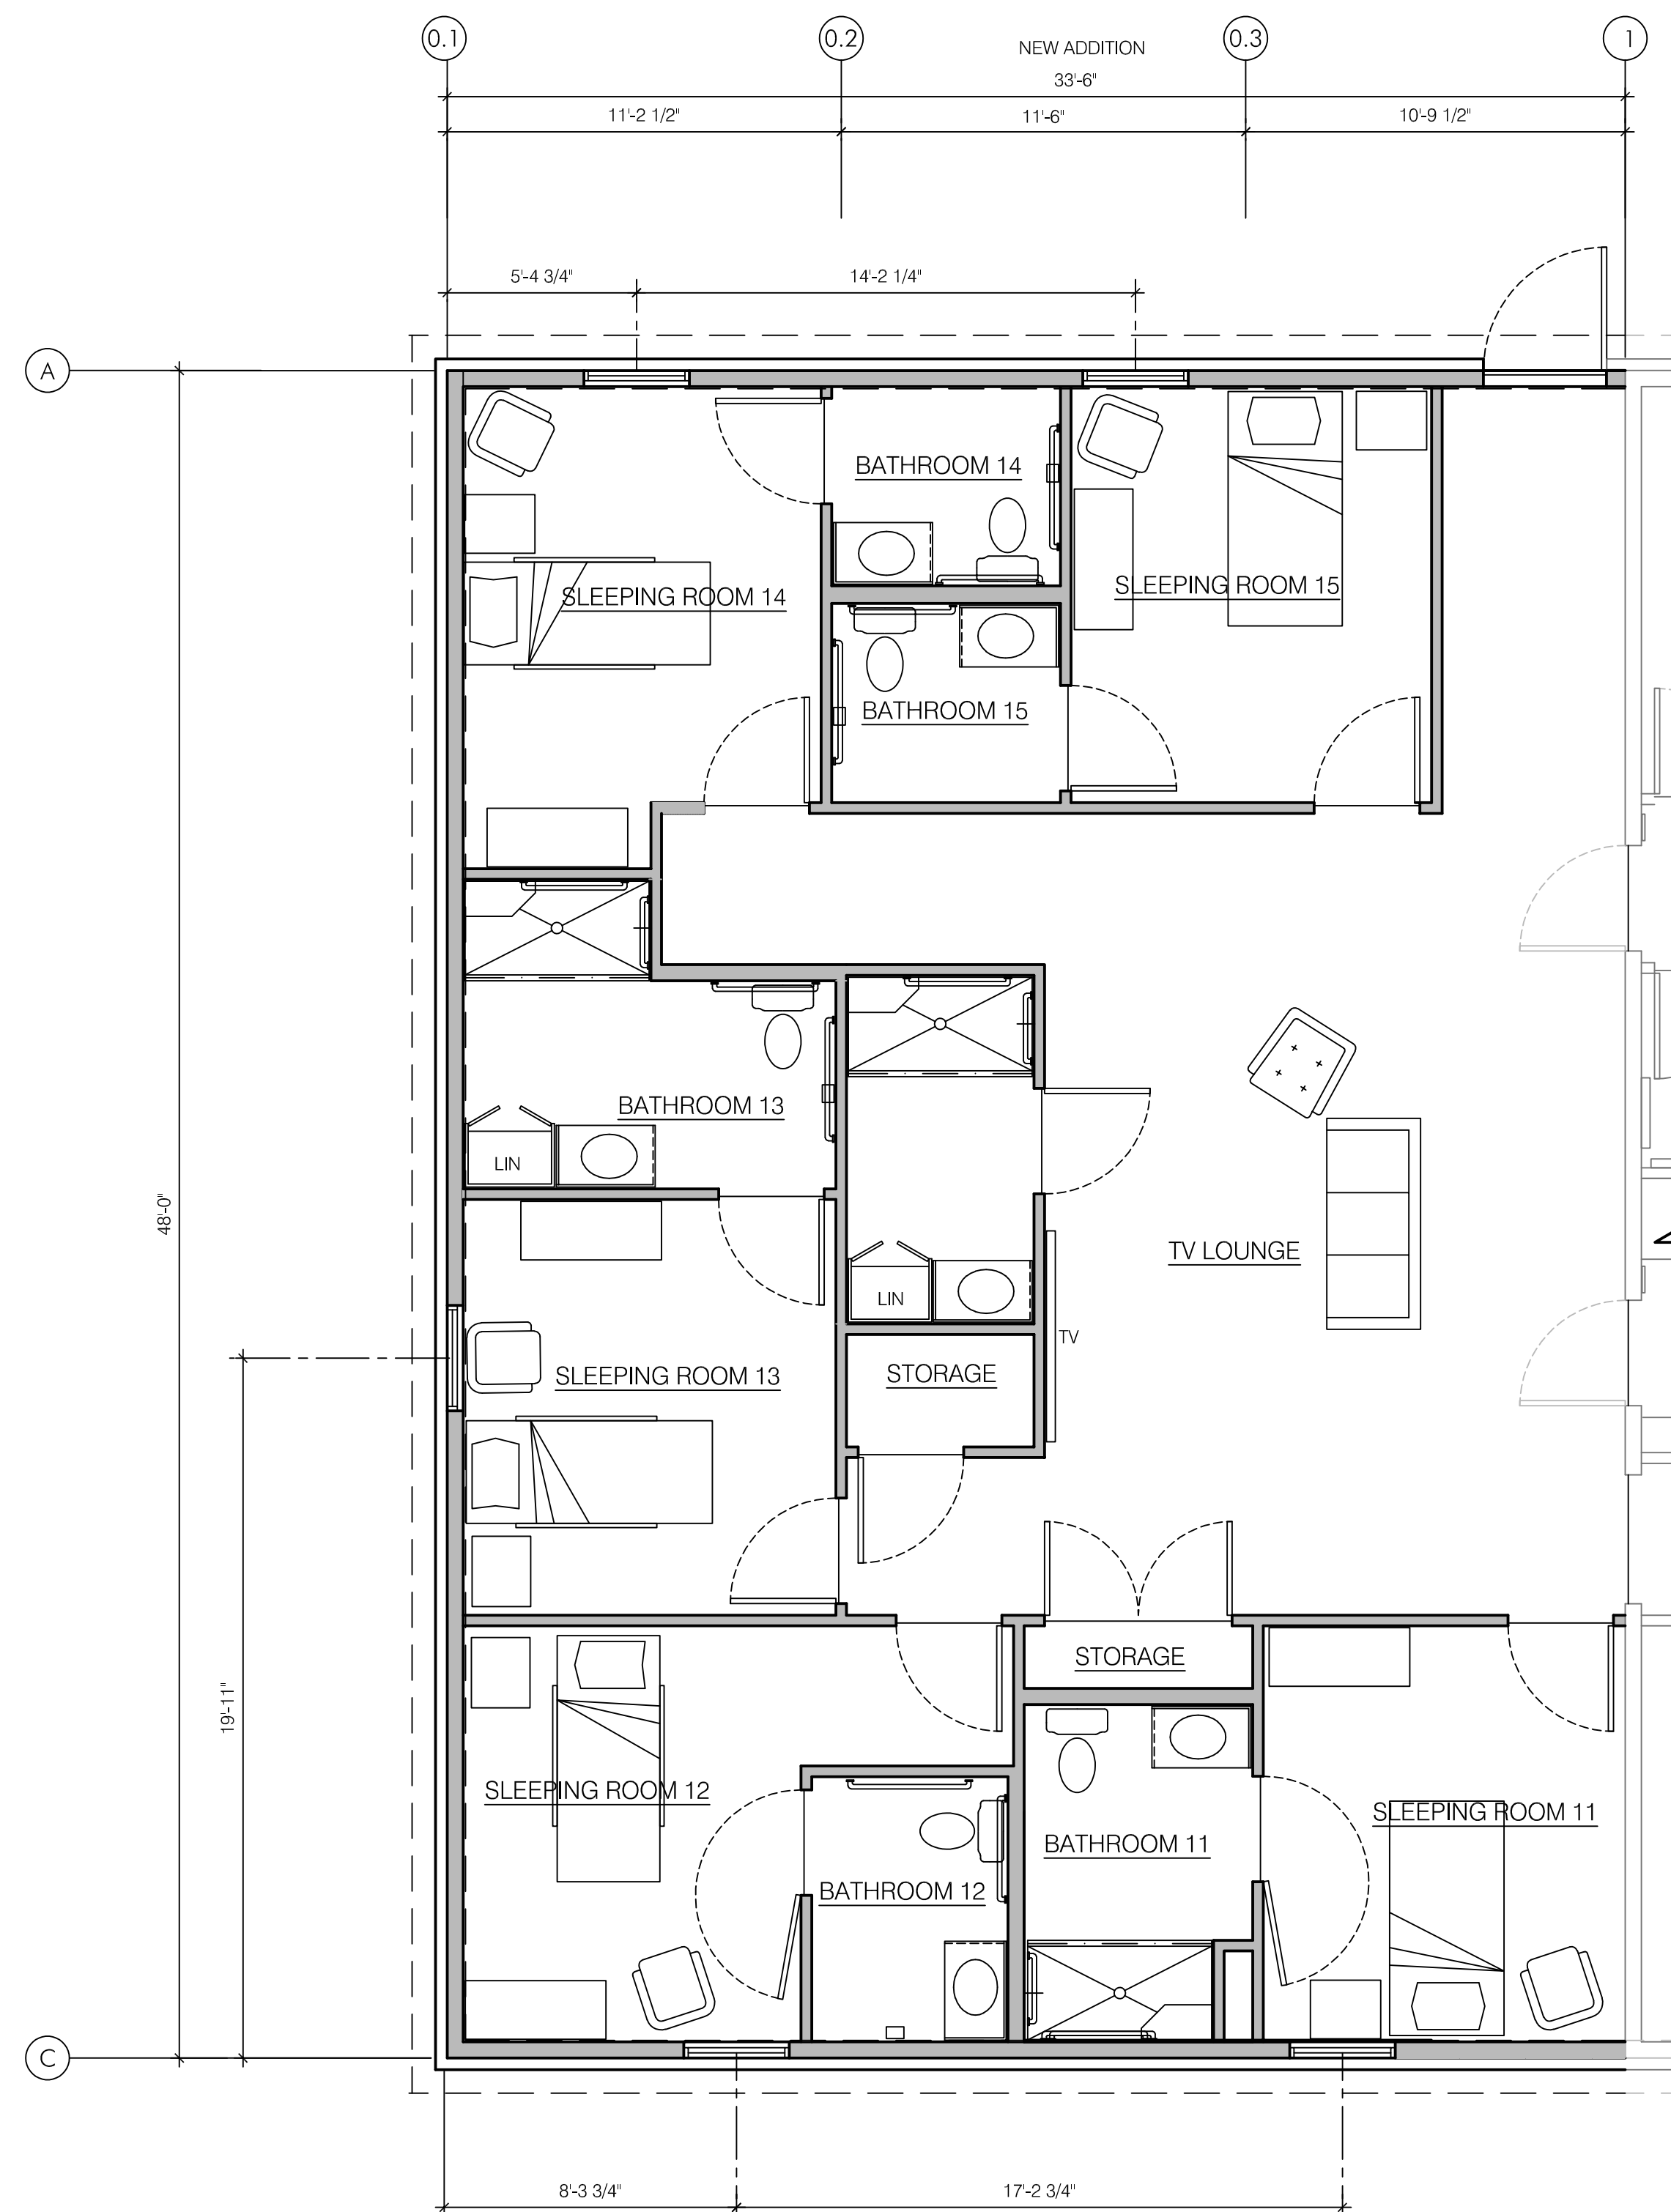 0.1
0.2
0.3
1
NEW ADDITION
33'-6"
11'-2 1/2"
11'-6"
10'-9 1/2"
5'-4 3/4"
14'-2 1/4"
A
BATHROOM 14
SLEEPING ROOM 14
SLEEPING ROOM 15
BATHROOM 15
BATHROOM 13
LIN
48'-0"
TV LOUNGE
LIN
TV
STORAGE
SLEEPING ROOM 13
STORAGE
19'-11"
SLEEPING ROOM 12
SLEEPING ROOM 11
BATHROOM 11
BATHROOM 12
C
8'-3 3/4"
17'-2 3/4"